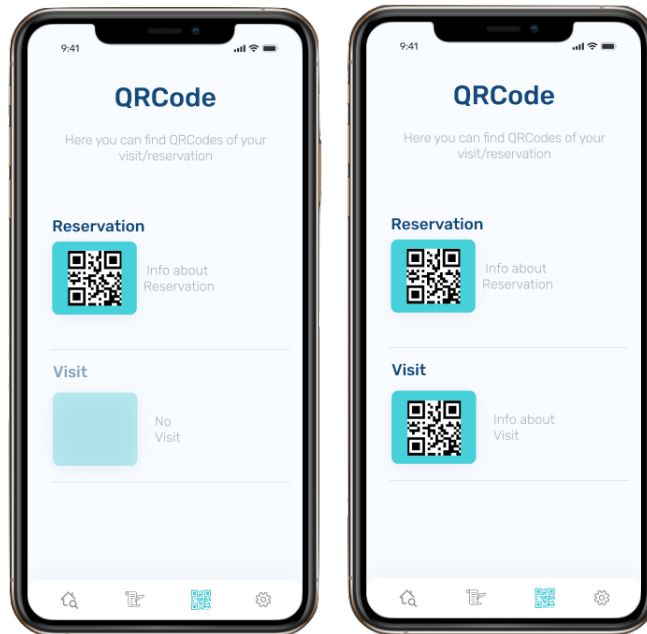 9:41
QRCode
Here you can find QRCodes of your
visit/reservation
Reservation
Info about
Reservation
Visit
No
Visit
9:41
QRCode
Here you can find QRCodes of your
visit/reservation
Reservation
Info about
Reservation
Visit
Info about
Visit